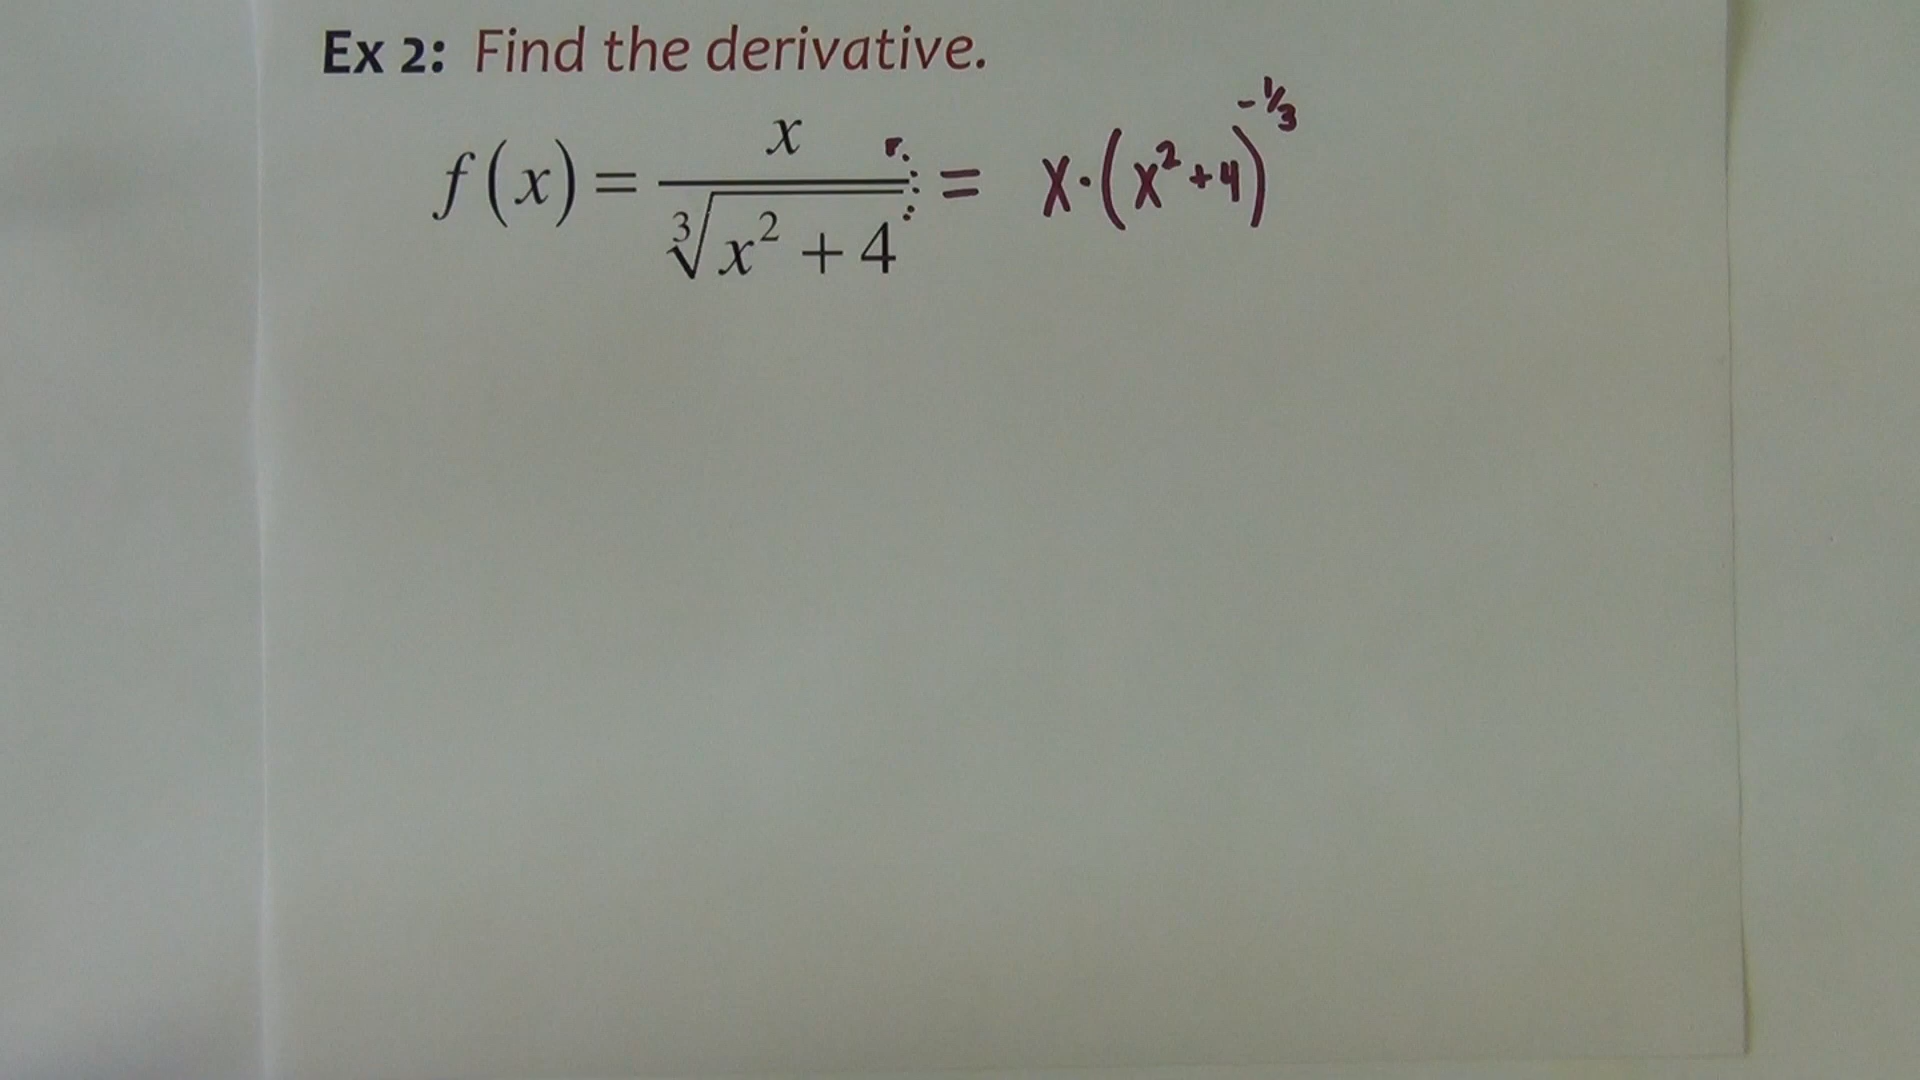 Ex 2: Find the derivative.
f(x) = x / ∛(x² + 4) = x·(x²+4)^(-1/3)